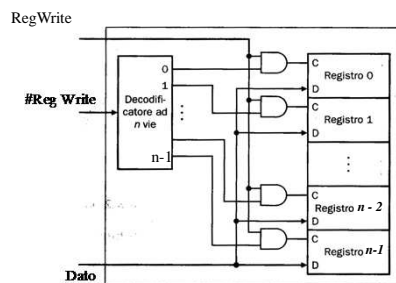 RegWrite
0
C
Registro 0
1
D
#Reg Write
Decodifi-
catore ad
n vie
C
Registro 1
D
n-1
C
Registro n - 2
D
C
Registro n-1
D
Dato